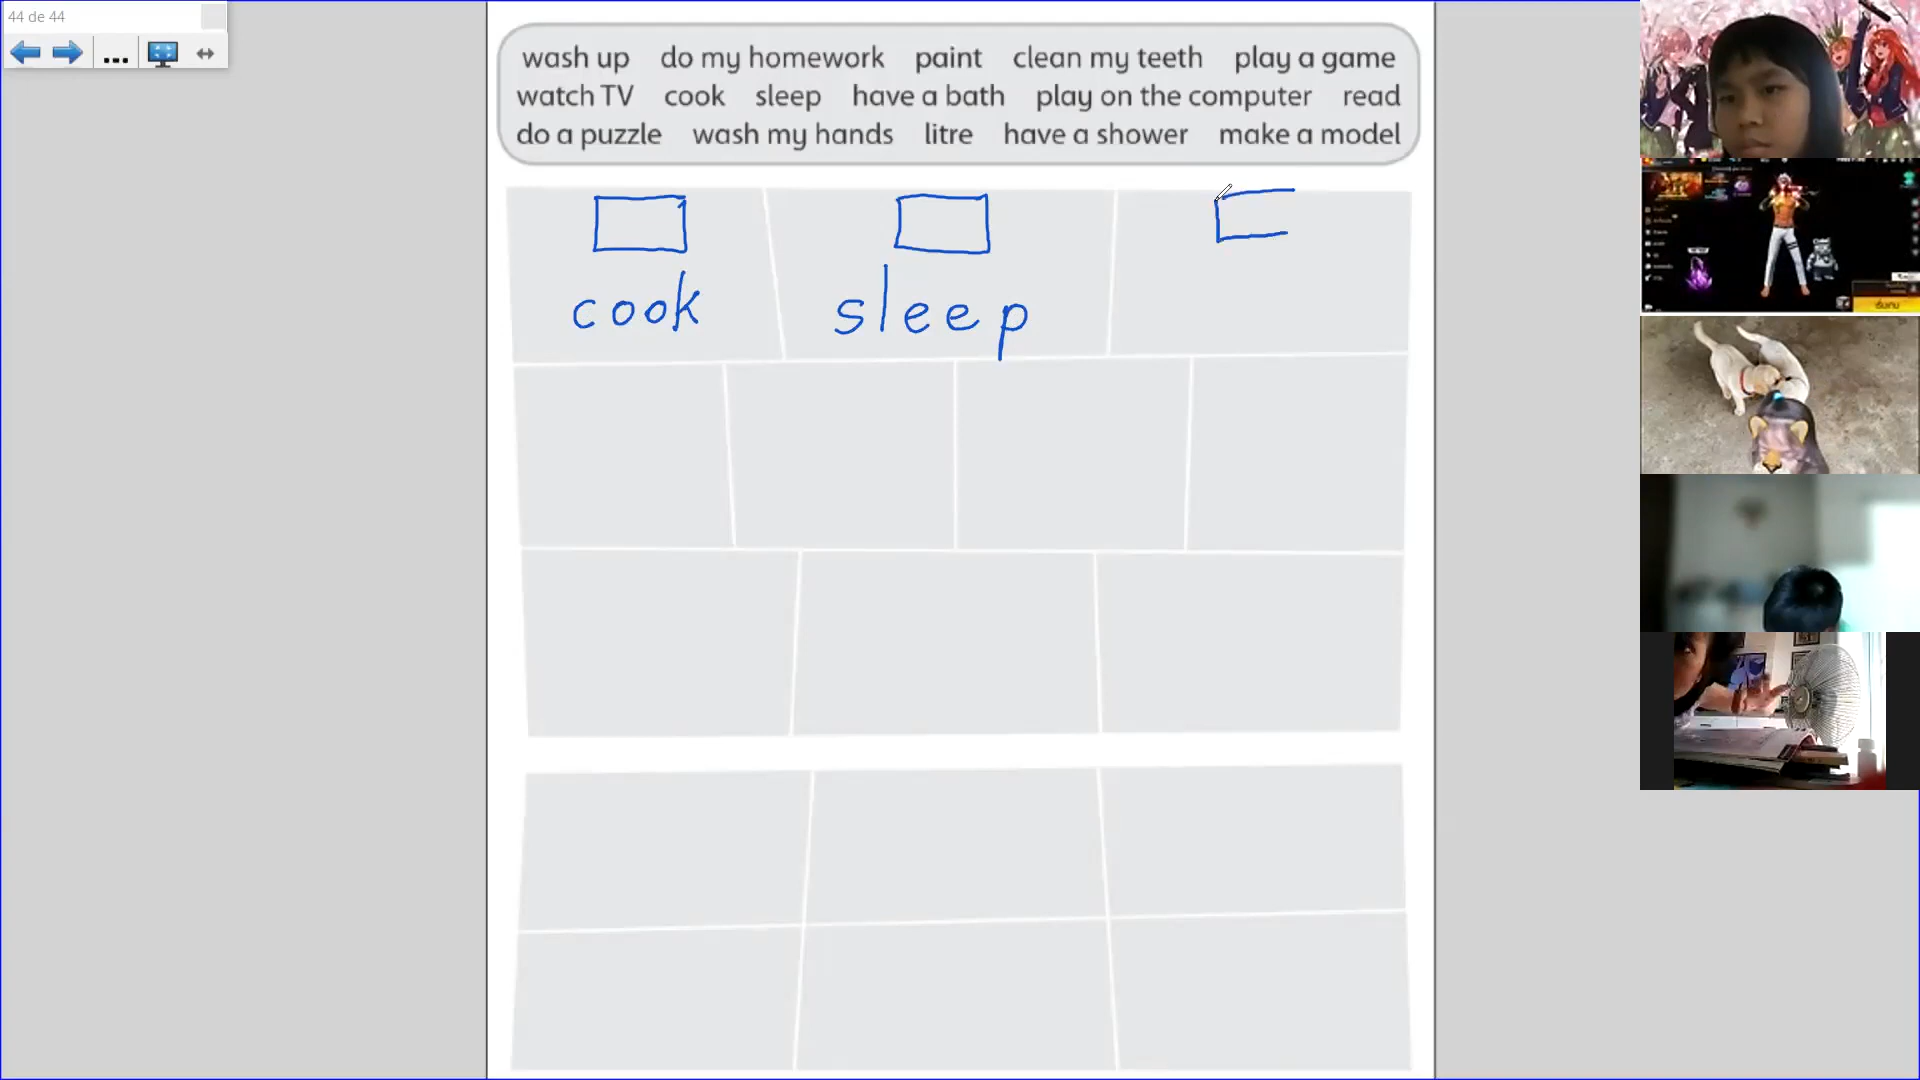 44 de 44
...
wash up do my homework paint clean my teeth play a game
watch TV cook sleep have a bath play on the computer read
do a puzzle wash my hands litre have a shower make a model
cook sleep